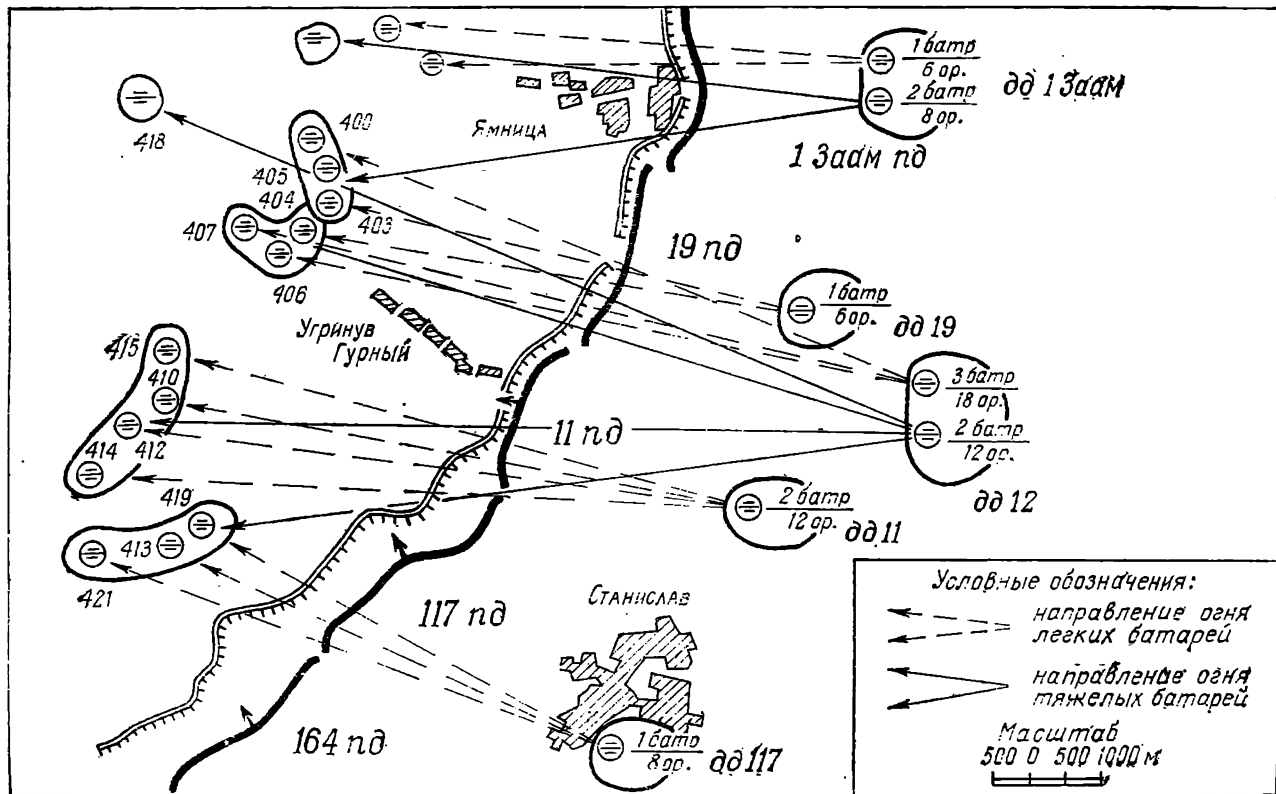 1 батр
6 ор.
2 батр
8 ор.
дд 1 Заам
Ямница
1 Заам пд
418
400
405
404
403
407
406
19 пд
1 батр
6 ор.
дд 19
Угринув
Гурный
415
410
412
414
3 батр
18 ор.
2 батр
12 ор.
дд 12
11 пд
2 батр
12 ор.
дд 11
419
413
421
117 пд
Станислав
164 пд
1 батр
8 ор.
дд 117
Условные обозначения:
направление огня
легких батарей
направление огня
тяжелых батарей
Масштаб
500 0 500 1000 м